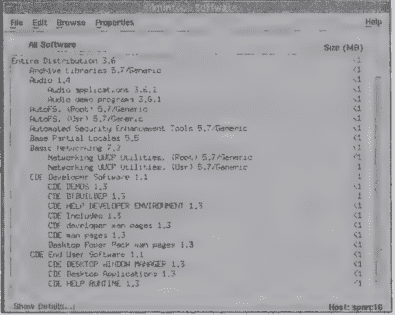 Admintool: Software
File Edit Browse Properties Help
All Software Size (MB)
Entire Distribution 3.6 <1
Archive Libraries 5.7/Generic <1
Audio 1.4 <1
Audio applications 3.6.1 <1
Audio demo programs 3.6.1 <1
AutoFS, (Root) 5.7/Generic <1
AutoFS, (Usr) 5.7/Generic <1
Automated Security Enhancement Tools 5.7/Generic <1
Base Partial Locales 5.5 <1
Basic Networking 7.2 1
Networking UUCP Utilities, (Root) 5.7/Generic <1
Networking UUCP Utilities, (Usr) 5.7/Generic 1
CDE Developer Software 1.1
CDE DEMOS 1.3
CDE DTBUILDER 1.3
CDE HELP DEVELOPER ENVIRONMENT 1.3
CDE Includes 1.3 <1
CDE developer man pages 1.3 <1
CDE man pages 1.3 <1
Desktop Power Pack man pages 1.3 <1
CDE End User Software 1.1
CDE DESKTOP WINDOW MANAGER 1.3
CDE Desktop Applications 1.3
CDE HELP RUNTIME 1.3
Show Details... Host: sparc10